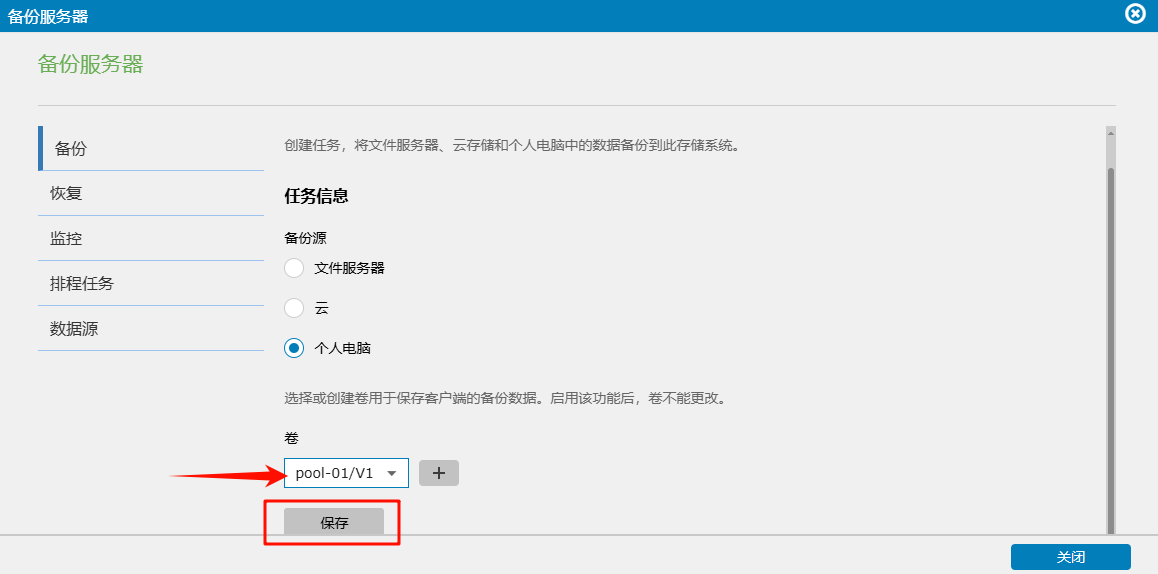 备份服务器
备份服务器
备份
恢复
监控
排程任务
数据源
创建任务，将文件服务器、云存储和个人电脑中的数据备份到此存储系统。
任务信息
备份源
文件服务器
云
个人电脑
选择或创建卷用于保存客户端的备份数据。启用该功能后，卷不能更改。
卷
pool-01/V1
+
保存
关闭